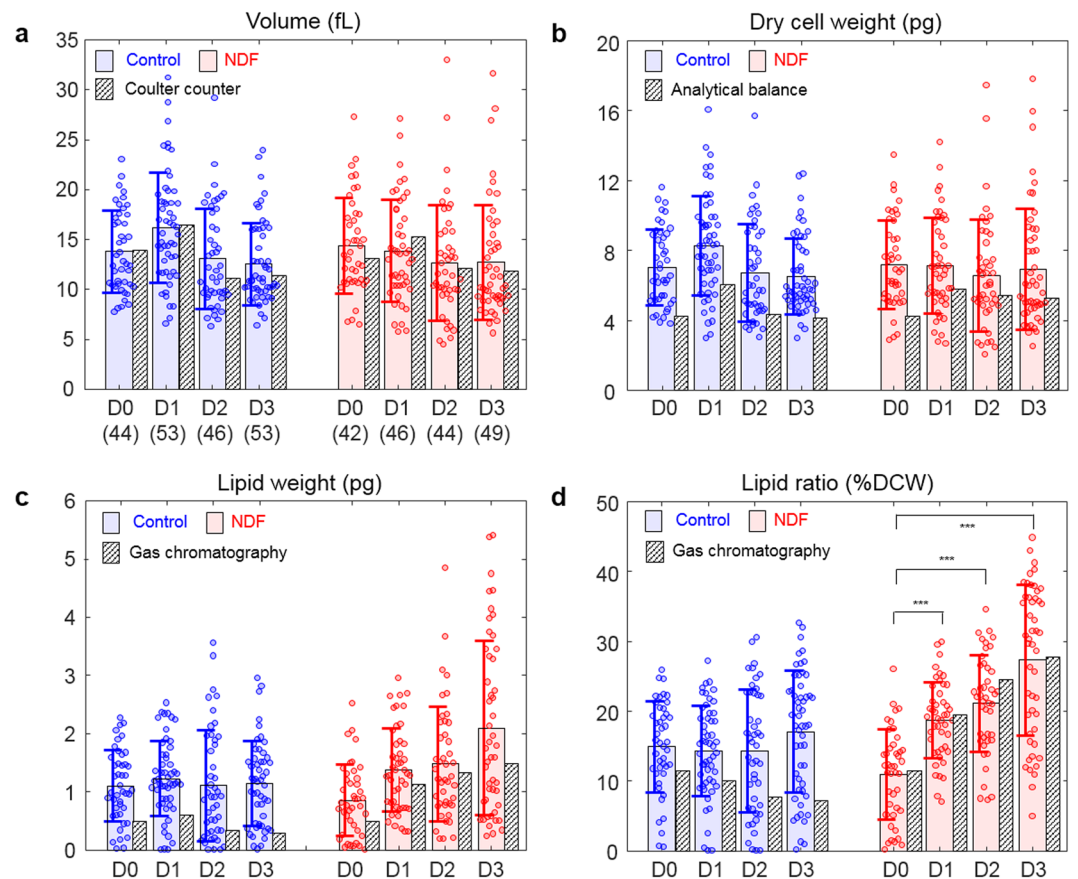 a
Volume (fL)
Control NDF
Coulter counter
35
30
25
20
15
10
5
0
D0 D1 D2 D3 D0 D1 D2 D3
(44) (53) (46) (53) (42) (46) (44) (49)
b
Dry cell weight (pg)
Control NDF
Analytical balance
20
16
12
8
4
0
D0 D1 D2 D3 D0 D1 D2 D3
c
Lipid weight (pg)
Control NDF
Gas chromatography
6
5
4
3
2
1
0
D0 D1 D2 D3 D0 D1 D2 D3
d
Lipid ratio (%DCW)
Control NDF
Gas chromatography
***
***
***
50
40
30
20
10
0
D0 D1 D2 D3 D0 D1 D2 D3